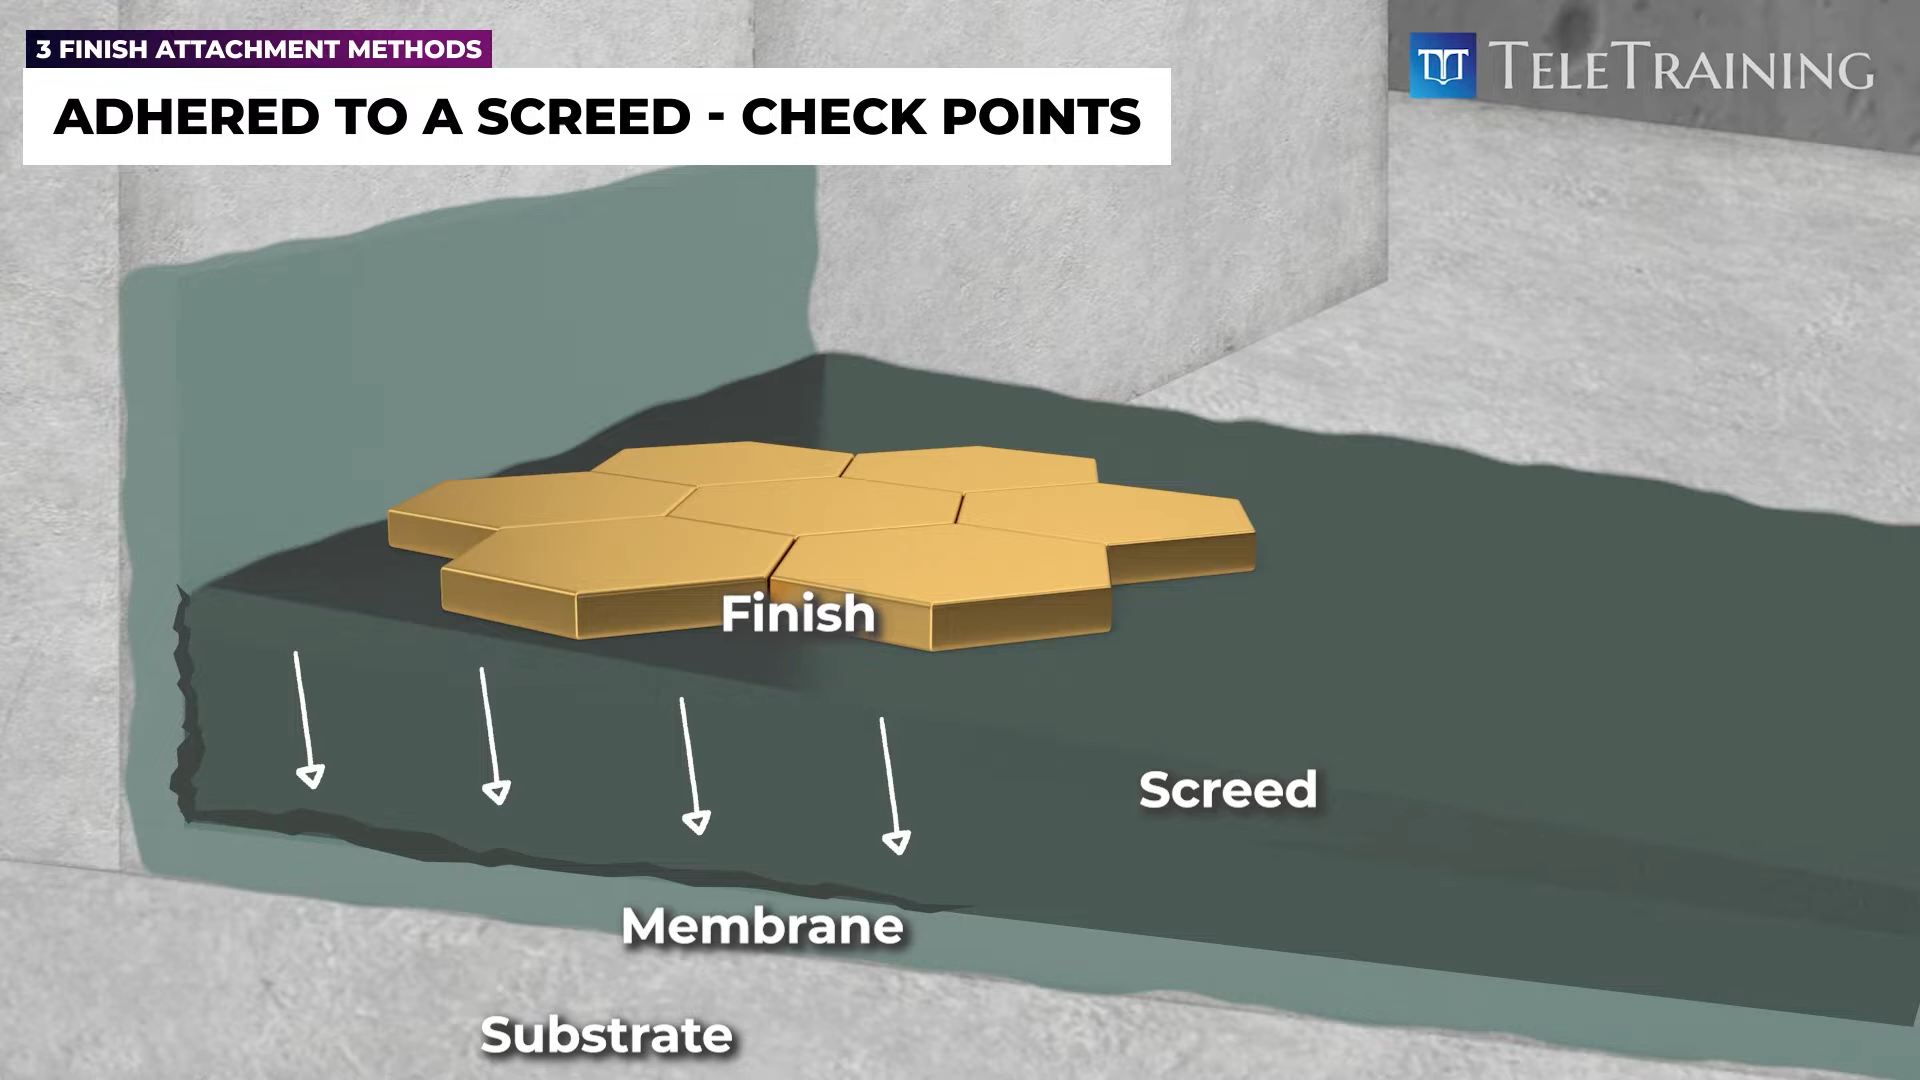 3 FINISH ATTACHMENT METHODS
ADHERED TO A SCREED - CHECK POINTS
TELETRAINING
Finish
Screed
Membrane
Substrate